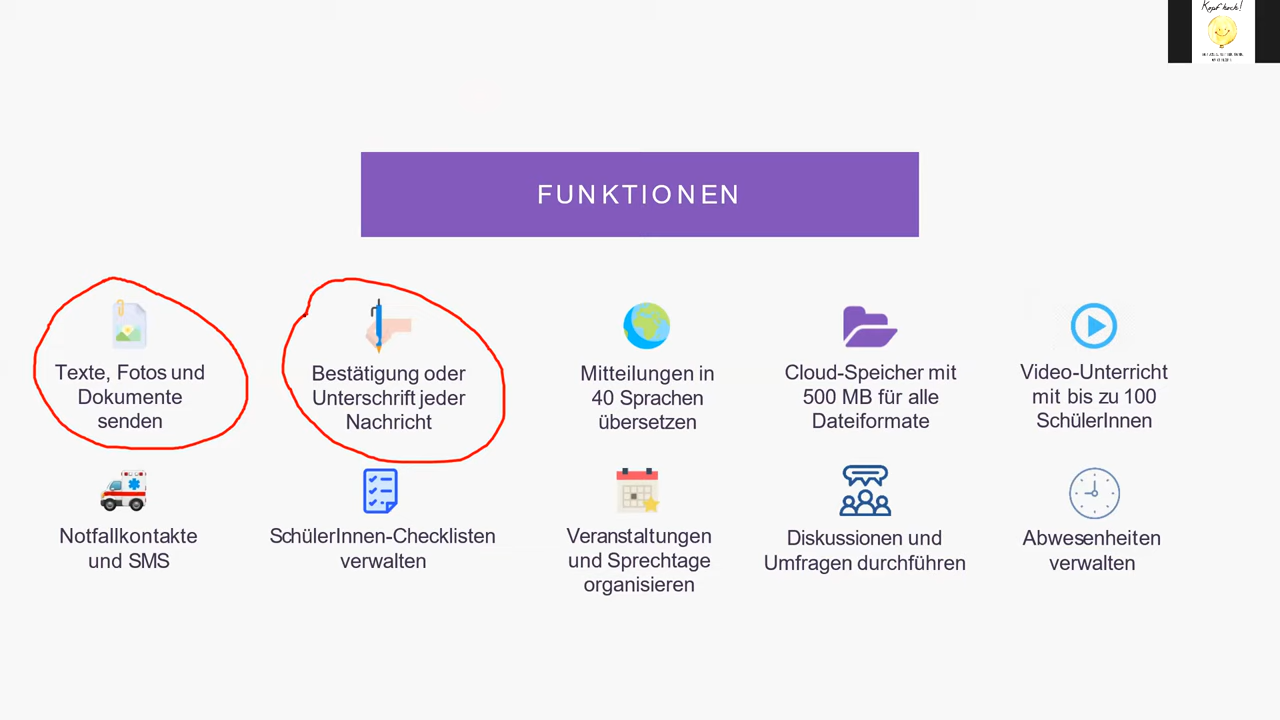 Kopf hoch!
FUNKTIONEN
Texte, Fotos und
Dokumente
senden
Bestätigung oder
Unterschrift jeder
Nachricht
Mitteilungen in
40 Sprachen
übersetzen
Cloud-Speicher mit
500 MB für alle
Dateiformate
Video-Unterricht
mit bis zu 100
SchülerInnen
Notfallkontakte
und SMS
SchülerInnen-Checklisten
verwalten
Veranstaltungen
und Sprechtage
organisieren
Diskussionen und
Umfragen durchführen
Abwesenheiten
verwalten